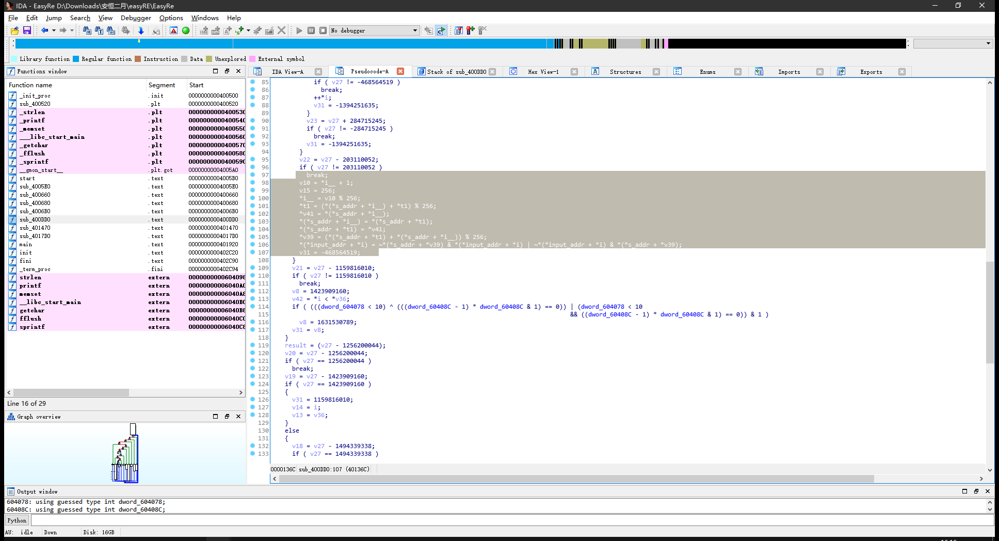 IDA - EasyRe D:\Downloads\安恒二月\easyRE\EasyRe
File Edit Jump Search View Debugger Options Windows Help
No debugger
Library function Regular function Instruction Data Unexplored External symbol
Functions window
Function name Segment Start
_init_proc .init 0000000000400500
sub_400520 .plt 0000000000400520
_strlen .plt 0000000000400530
_printf .plt 0000000000400540
_memset .plt 0000000000400550
___libc_start_main .plt 0000000000400560
_getchar .plt 0000000000400570
_fflush .plt 0000000000400580
_sprintf .plt 0000000000400590
__gmon_start__ .plt.got 00000000004005A0
start .text 00000000004005B0
sub_4005E0 .text 00000000004005E0
sub_400660 .text 0000000000400660
sub_400680 .text 0000000000400680
sub_4006B0 .text 00000000004006B0
sub_400DD0 .text 0000000000400DD0
sub_401470 .text 0000000000401470
sub_4017D0 .text 00000000004017D0
main .text 0000000000401920
init .text 0000000000402C20
fini .text 0000000000402C90
_term_proc .fini 0000000000402C94
strlen extern 0000000000604098
printf extern 00000000006040A0
memset extern 00000000006040A8
__libc_start_main extern 00000000006040B0
getchar extern 00000000006040B8
fflush extern 00000000006040C0
sprintf extern 00000000006040C8
Line 16 of 29
Graph overview
IDA View-A Pseudocode-A Stack of sub_400DD0 Hex View-1 Structures Enums Imports Exports
85 if ( v27 != -468564519 )
86 break;
87 ++*i;
88 v31 = -1394251635;
89 }
90 v23 = v27 + 284715245;
91 if ( v27 != -284715245 )
92 break;
93 v31 = -1394251635;
94 }
95 v22 = v27 - 203110052;
96 if ( v27 != 203110052 )
97 break;
98 v10 = *i__ + 1;
99 v15 = 256;
100 *i__ = v10 % 256;
101 *t1 = (*(*s_addr + *i__) + *t1) % 256;
102 *v41 = *(*s_addr + *i__);
103 *(*s_addr + *i__) = *(*s_addr + *t1);
104 *(*s_addr + *t1) = *v41;
105 *v39 = (*(*s_addr + *t1) + *(*s_addr + *i__)) % 256;
106 *(*input_addr + *i) = ~*(*s_addr + *v39) & *(*input_addr + *i) | ~*(*input_addr + *i) & *(*s_addr + *v39);
107 v31 = -468564519;
108 }
109 v21 = v27 - 1159816010;
110 if ( v27 != 1159816010 )
111 break;
112 v8 = 1423909160;
113 v42 = *i < *v36;
114 if ( (((dword_604078 < 10) ^ (((dword_60408C - 1) * dword_60408C & 1) == 0)) | (dword_604078 < 10
115 && ((dword_60408C - 1) * dword_60408C & 1) == 0)) & 1 )
116 v8 = 1631530789;
117 v31 = v8;
118 }
119 result = (v27 - 1256200044);
120 v20 = v27 - 1256200044;
121 if ( v27 == 1256200044 )
122 break;
123 v19 = v27 - 1423909160;
124 if ( v27 == 1423909160 )
125 {
126 v31 = 1159816010;
127 v14 = i;
128 v13 = v36;
129 }
130 else
131 {
132 v18 = v27 - 1494339338;
133 if ( v27 == 1494339338 )
0000136C sub_400DD0:107 (40136C)
Output window
604078: using guessed type int dword_604078;
60408C: using guessed type int dword_60408C;
Python
AU: idle Down Disk: 16GB